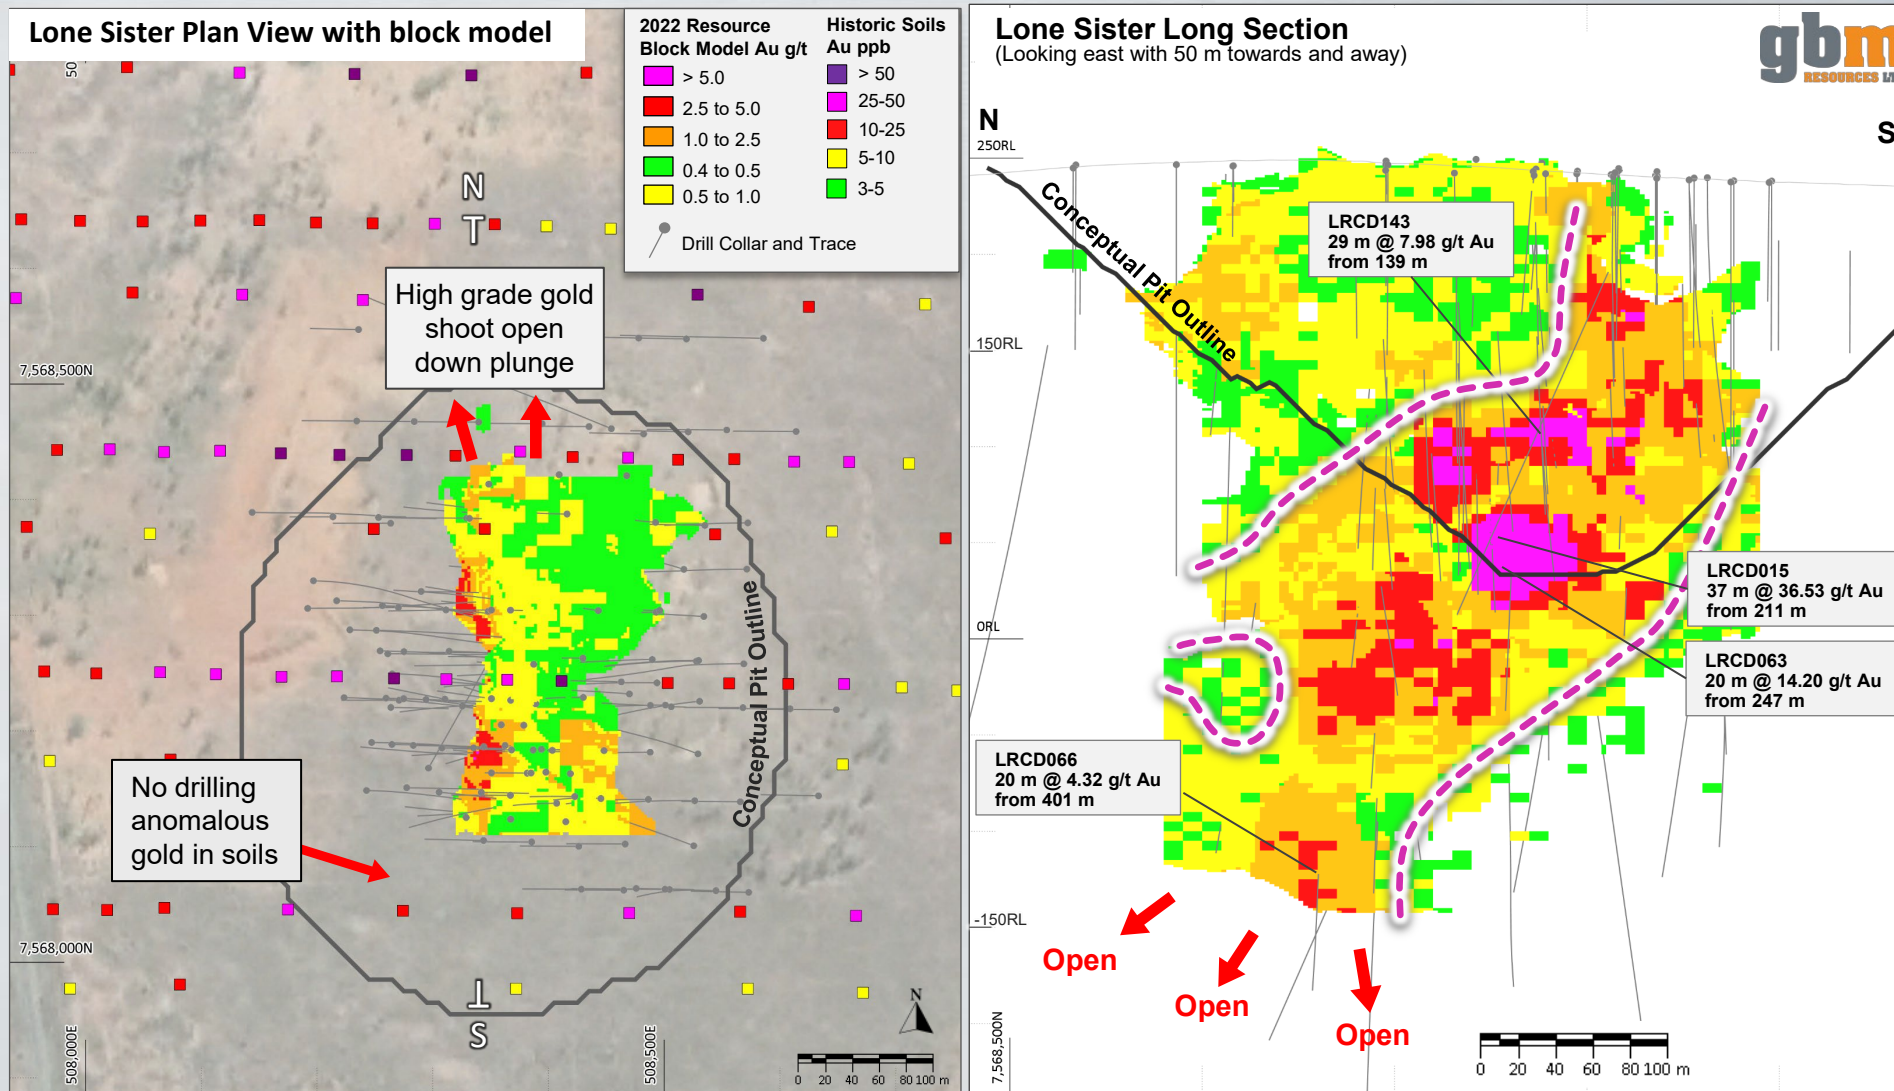 Lone Sister Plan View with block model
2022 Resource
Block Model Au g/t
> 5.0
2.5 to 5.0
1.0 to 2.5
0.4 to 0.5
0.5 to 1.0
Historic Soils
Au ppb
> 50
25-50
10-25
5-10
3-5
Drill Collar and Trace
50
N
High grade gold
shoot open
down plunge
7,568,500N
Conceptual Pit Outline
No drilling
anomalous
gold in soils
7,568,000N
S
508,000E
508,500E
N
0 20 40 60 80 100 m
Lone Sister Long Section
(Looking east with 50 m towards and away)
gbm
RESOURCES
N
S
250RL
Conceptual Pit Outline
LRCD143
29 m @ 7.98 g/t Au
from 139 m
150RL
LRCD015
37 m @ 36.53 g/t Au
from 211 m
0RL
LRCD063
20 m @ 14.20 g/t Au
from 247 m
LRCD066
20 m @ 4.32 g/t Au
from 401 m
-150RL
Open
Open
Open
7,568,500N
0 20 40 60 80 100 m